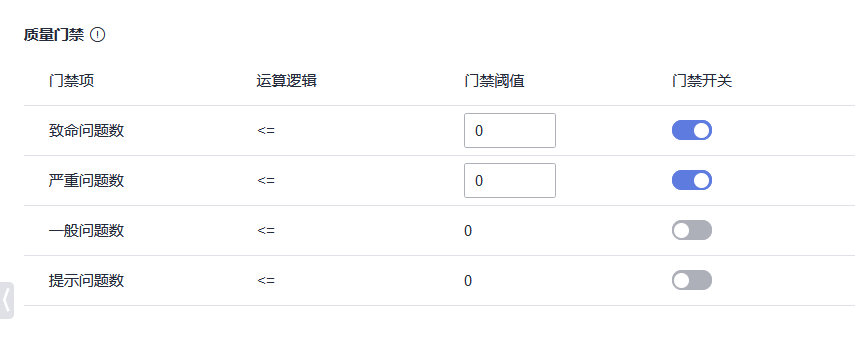 质量门禁
门禁项 运算逻辑 门禁阈值 门禁开关
致命问题数 <= 0
严重问题数 <= 0
一般问题数 <= 0
提示问题数 <= 0